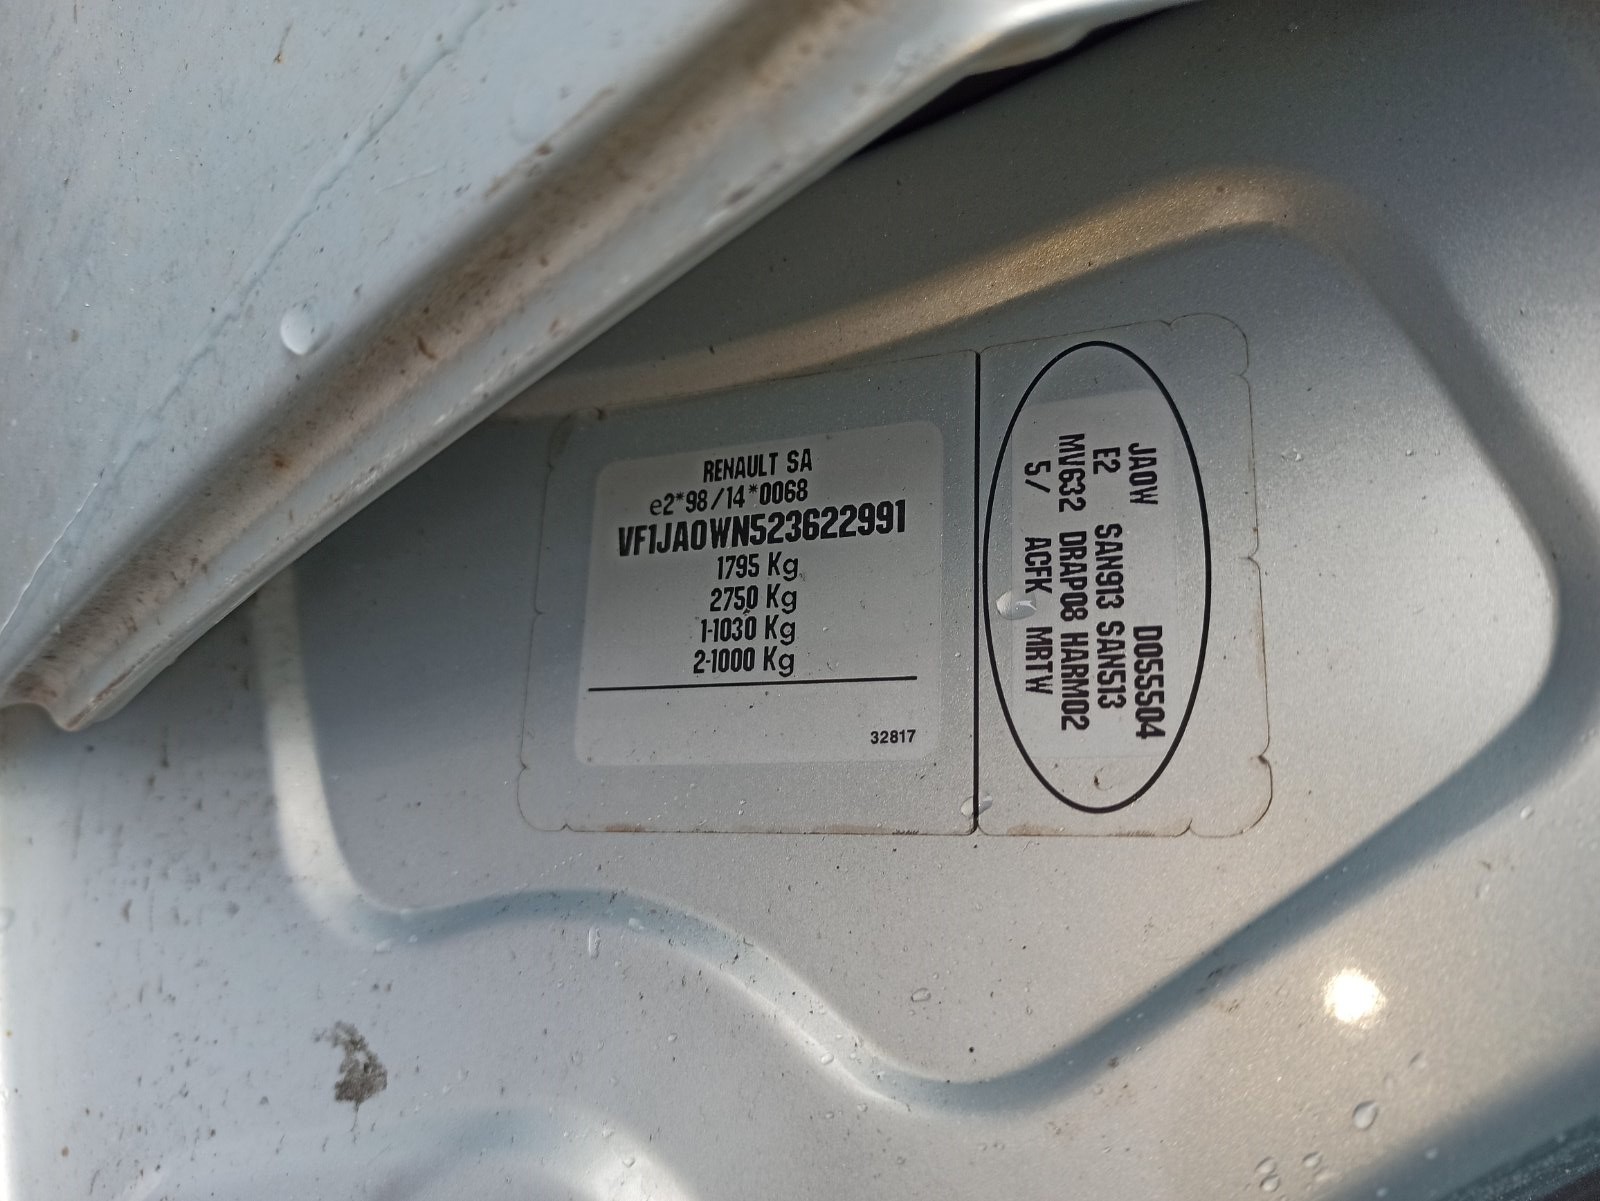 RENAULT SA
e2*98/14*0068
VF1JA0WN523622991
1795 Kg
2750 Kg
1-1030 Kg
2-1000 Kg
32817
JA0W D055504
E2 SAN913 SAN513
MV632 DRAP08 HARM02
5/ ACFK MRTW